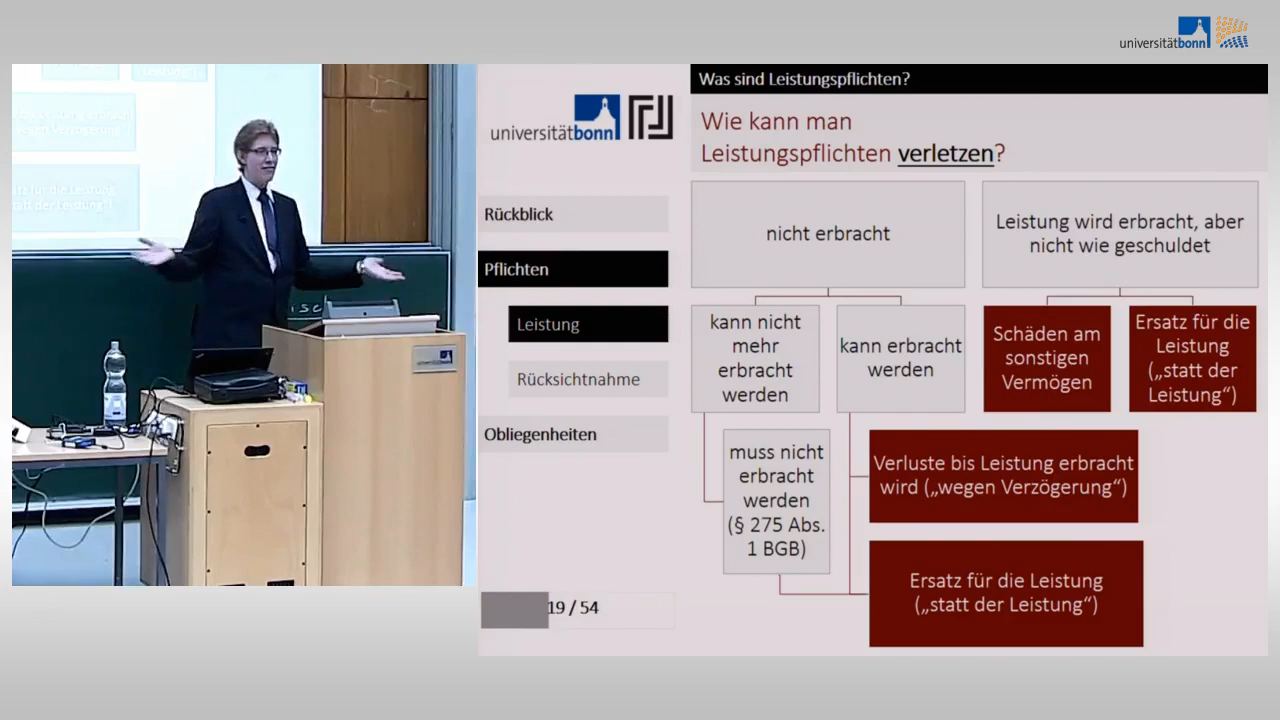 universitätbonn
Was sind Leistungspflichten?
universitätbonn
Wie kann man
Leistungspflichten verletzen?
Rückblick
Pflichten
Leistung
Rücksichtnahme
Obliegenheiten
19 / 54
nicht erbracht
Leistung wird erbracht, aber
nicht wie geschuldet
kann nicht
mehr
erbracht
werden
kann erbracht
werden
Schäden am
sonstigen
Vermögen
Ersatz für die
Leistung
(„statt der
Leistung“)
muss nicht
erbracht
werden
(§ 275 Abs.
1 BGB)
Verluste bis Leistung erbracht
wird („wegen Verzögerung“)
Ersatz für die Leistung
(„statt der Leistung“)